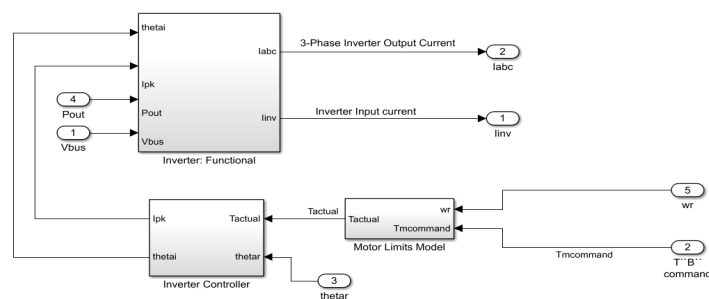 thetai
Ipk
Pout
Vbus
Iabc
Iinv
Inverter: Functional
3-Phase Inverter Output Current
2
Iabc
Inverter Input current
1
Iinv
4
Pout
1
Vbus
Ipk
thetai
Tactual
thetar
Inverter Controller
Tactual
Tactual
wr
Tmcommand
Motor Limits Model
5
wr
Tmcommand
2
T``B``
command
3
thetar